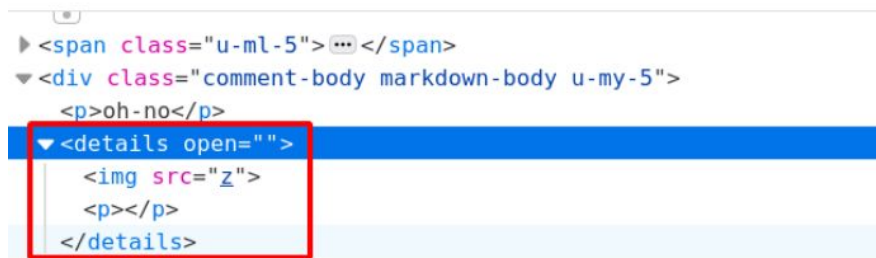 <span class="u-ml-5"></span>
<div class="comment-body markdown-body u-my-5">
<p>oh-no</p>
<details open="">
<img src="z">
<p></p>
</details>